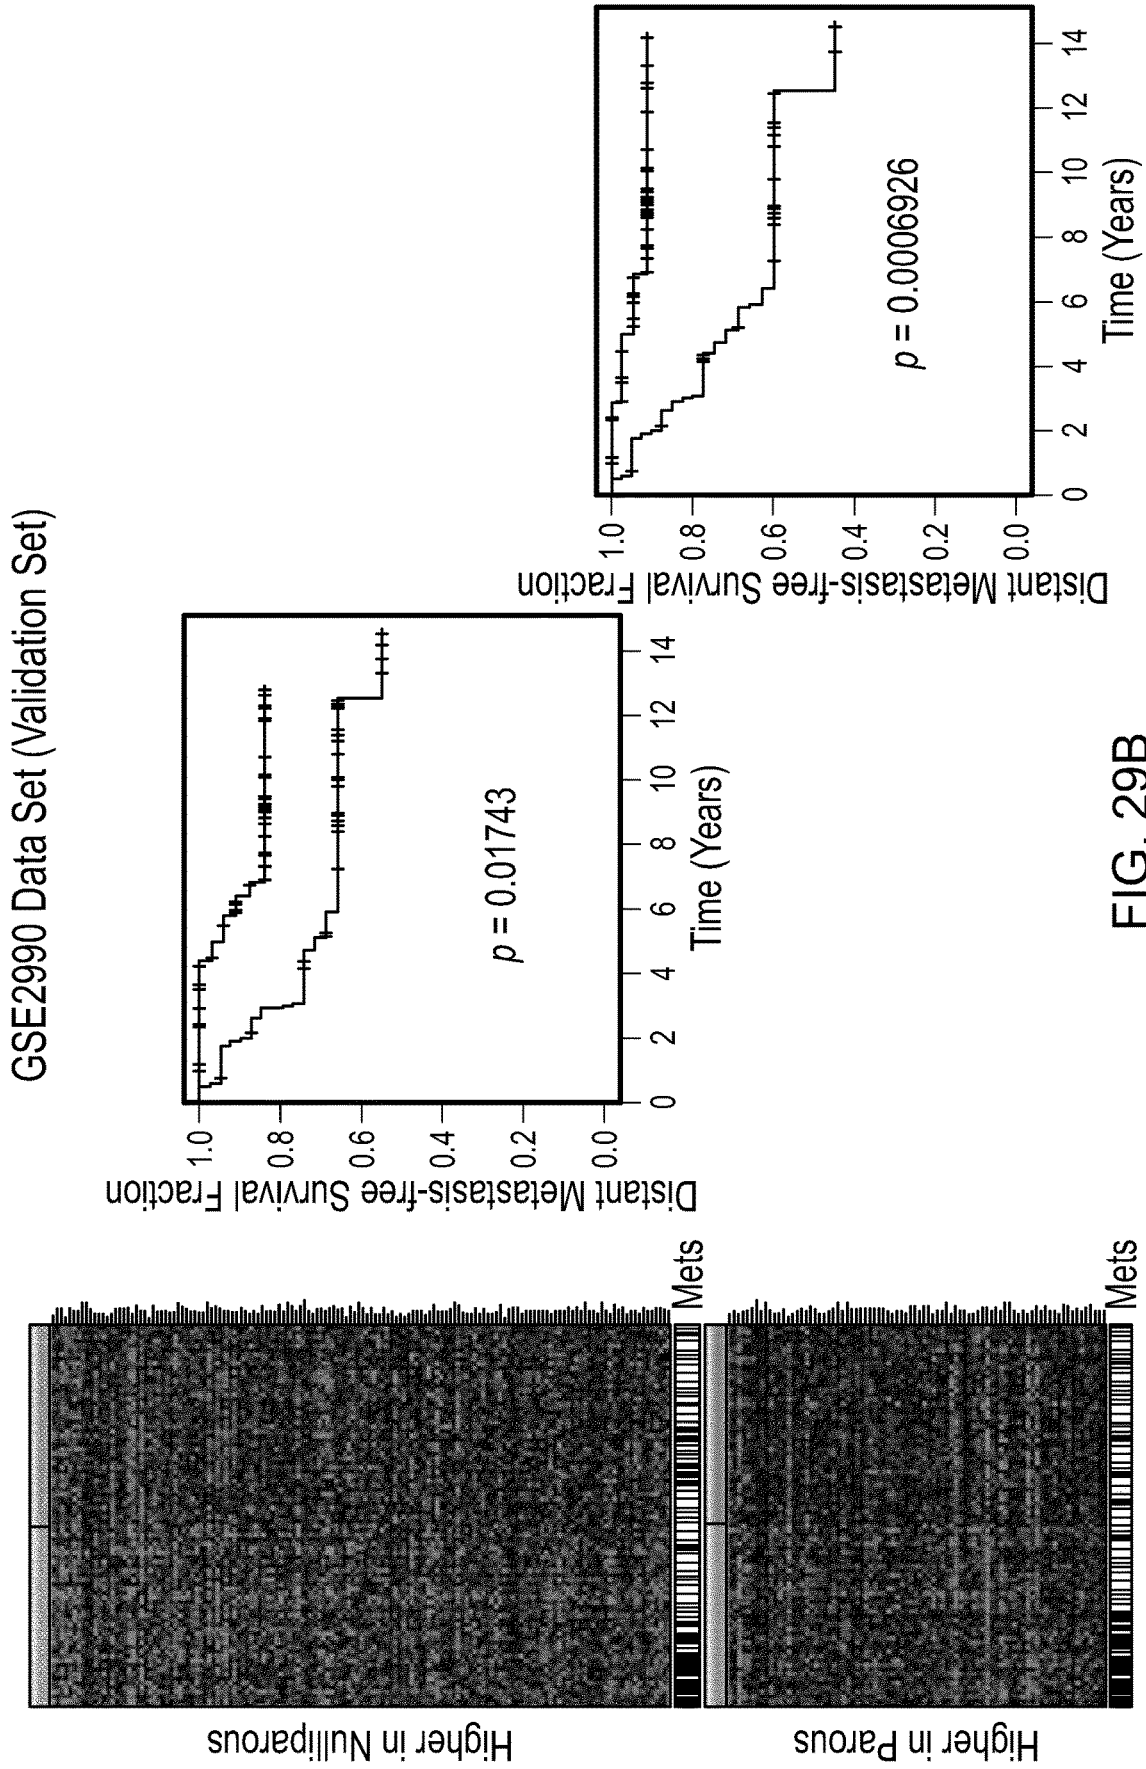 GSE2990 Data Set (Validation Set)
Higher in Nulliparous
Mets
Higher in Parous
Mets
Distant Metastasis-free Survival Fraction
1.0
0.8
0.6
0.4
0.2
0.0
p = 0.01743
0 2 4 6 8 10 12 14
Time (Years)
Distant Metastasis-free Survival Fraction
1.0
0.8
0.6
0.4
0.2
0.0
p = 0.0006926
0 2 4 6 8 10 12 14
Time (Years)
FIG. 29B